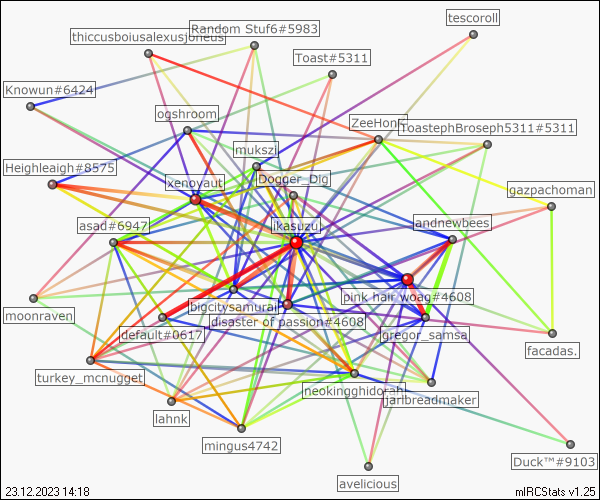 tescoroll
Random Stuf6#5983
thiccusboiusalexusjoneus
Toast#5311
Knowun#6424
ogshroom
ZeeHono
ToastephBroseph5311#5311
mukszi
Heighleaigh#8575
xenovaut
Dogger_Dig
gazpachoman
asad#6947
ikasuzu
andnewbees
moonraven
bigcitysamurai
pink hair woag#4608
default#0617
disaster of passion#4608
gregor_samsa
facadas.
turkey_mcnugget
neokingghidorah
jarlbreadmaker
lahnk
mingus4742
Duck™#9103
avelicious
23.12.2023 14:18
mIRCStats v1.25